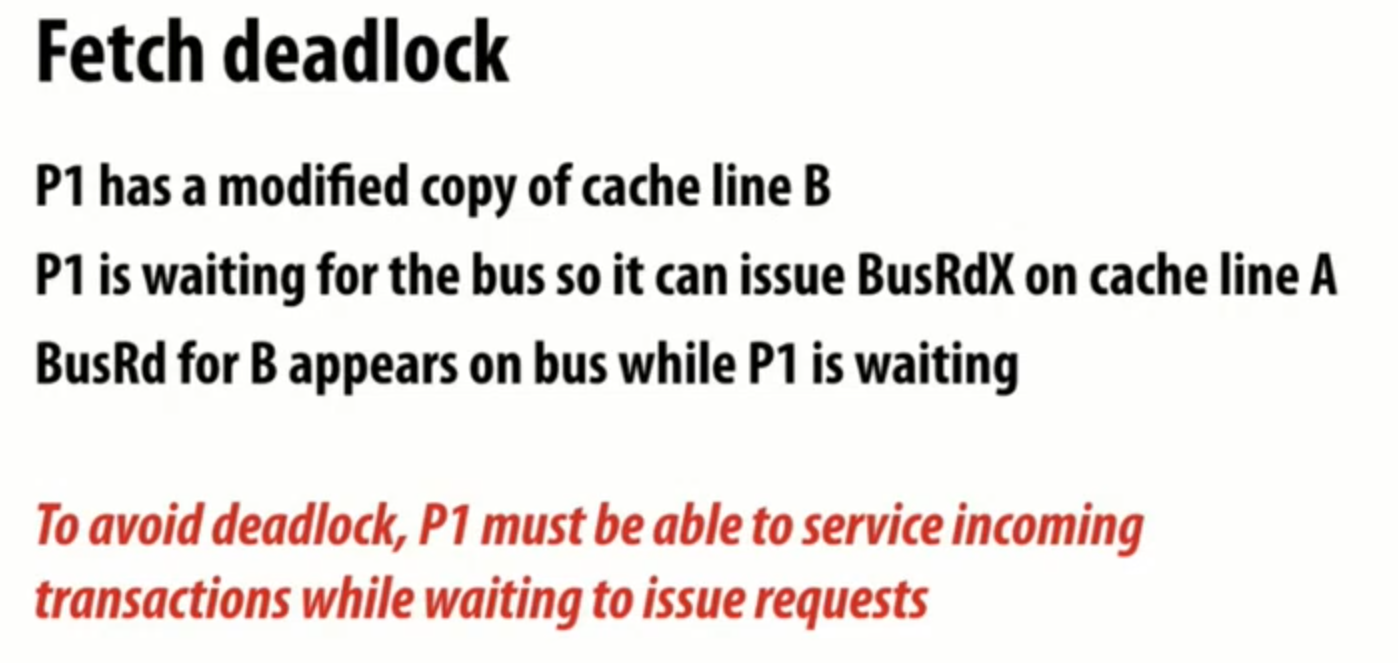 Fetch deadlock
P1 has a modified copy of cache line B
P1 is waiting for the bus so it can issue BusRdX on cache line A
BusRd for B appears on bus while P1 is waiting
To avoid deadlock, P1 must be able to service incoming
transactions while waiting to issue requests